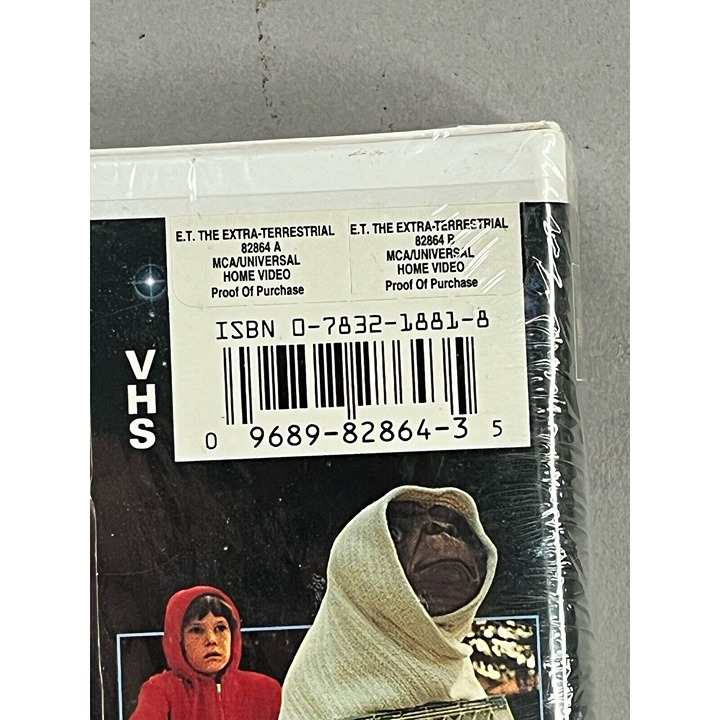 E.T. THE EXTRA-TERRESTRIAL
82864 A
MCA/UNIVERSAL
HOME VIDEO
Proof Of Purchase
E.T. THE EXTRA-TERRESTRIAL
82864 B
MCA/UNIVERSAL
HOME VIDEO
Proof Of Purchase
ISBN 0-7832-1881-8
0 9689-82864-3 5
VHS